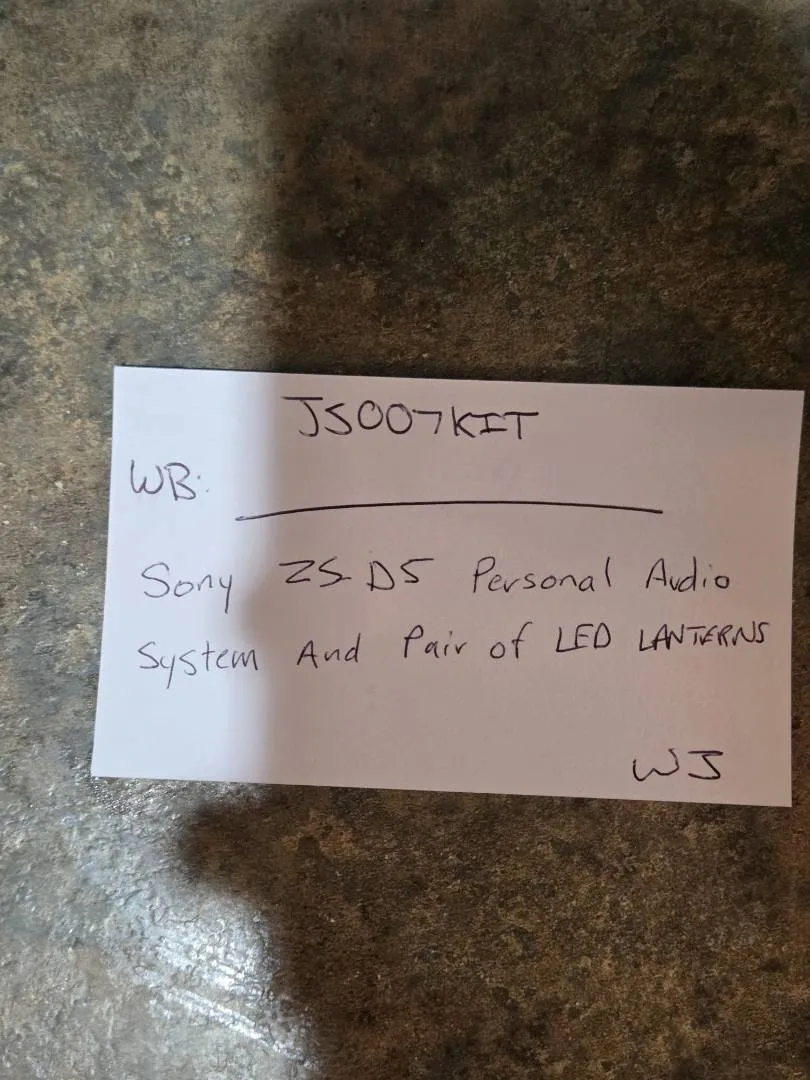 JS007KIT
WB:
Sony ZS-D5 Personal Audio
System And Pair of LED LANTERNS
WJ